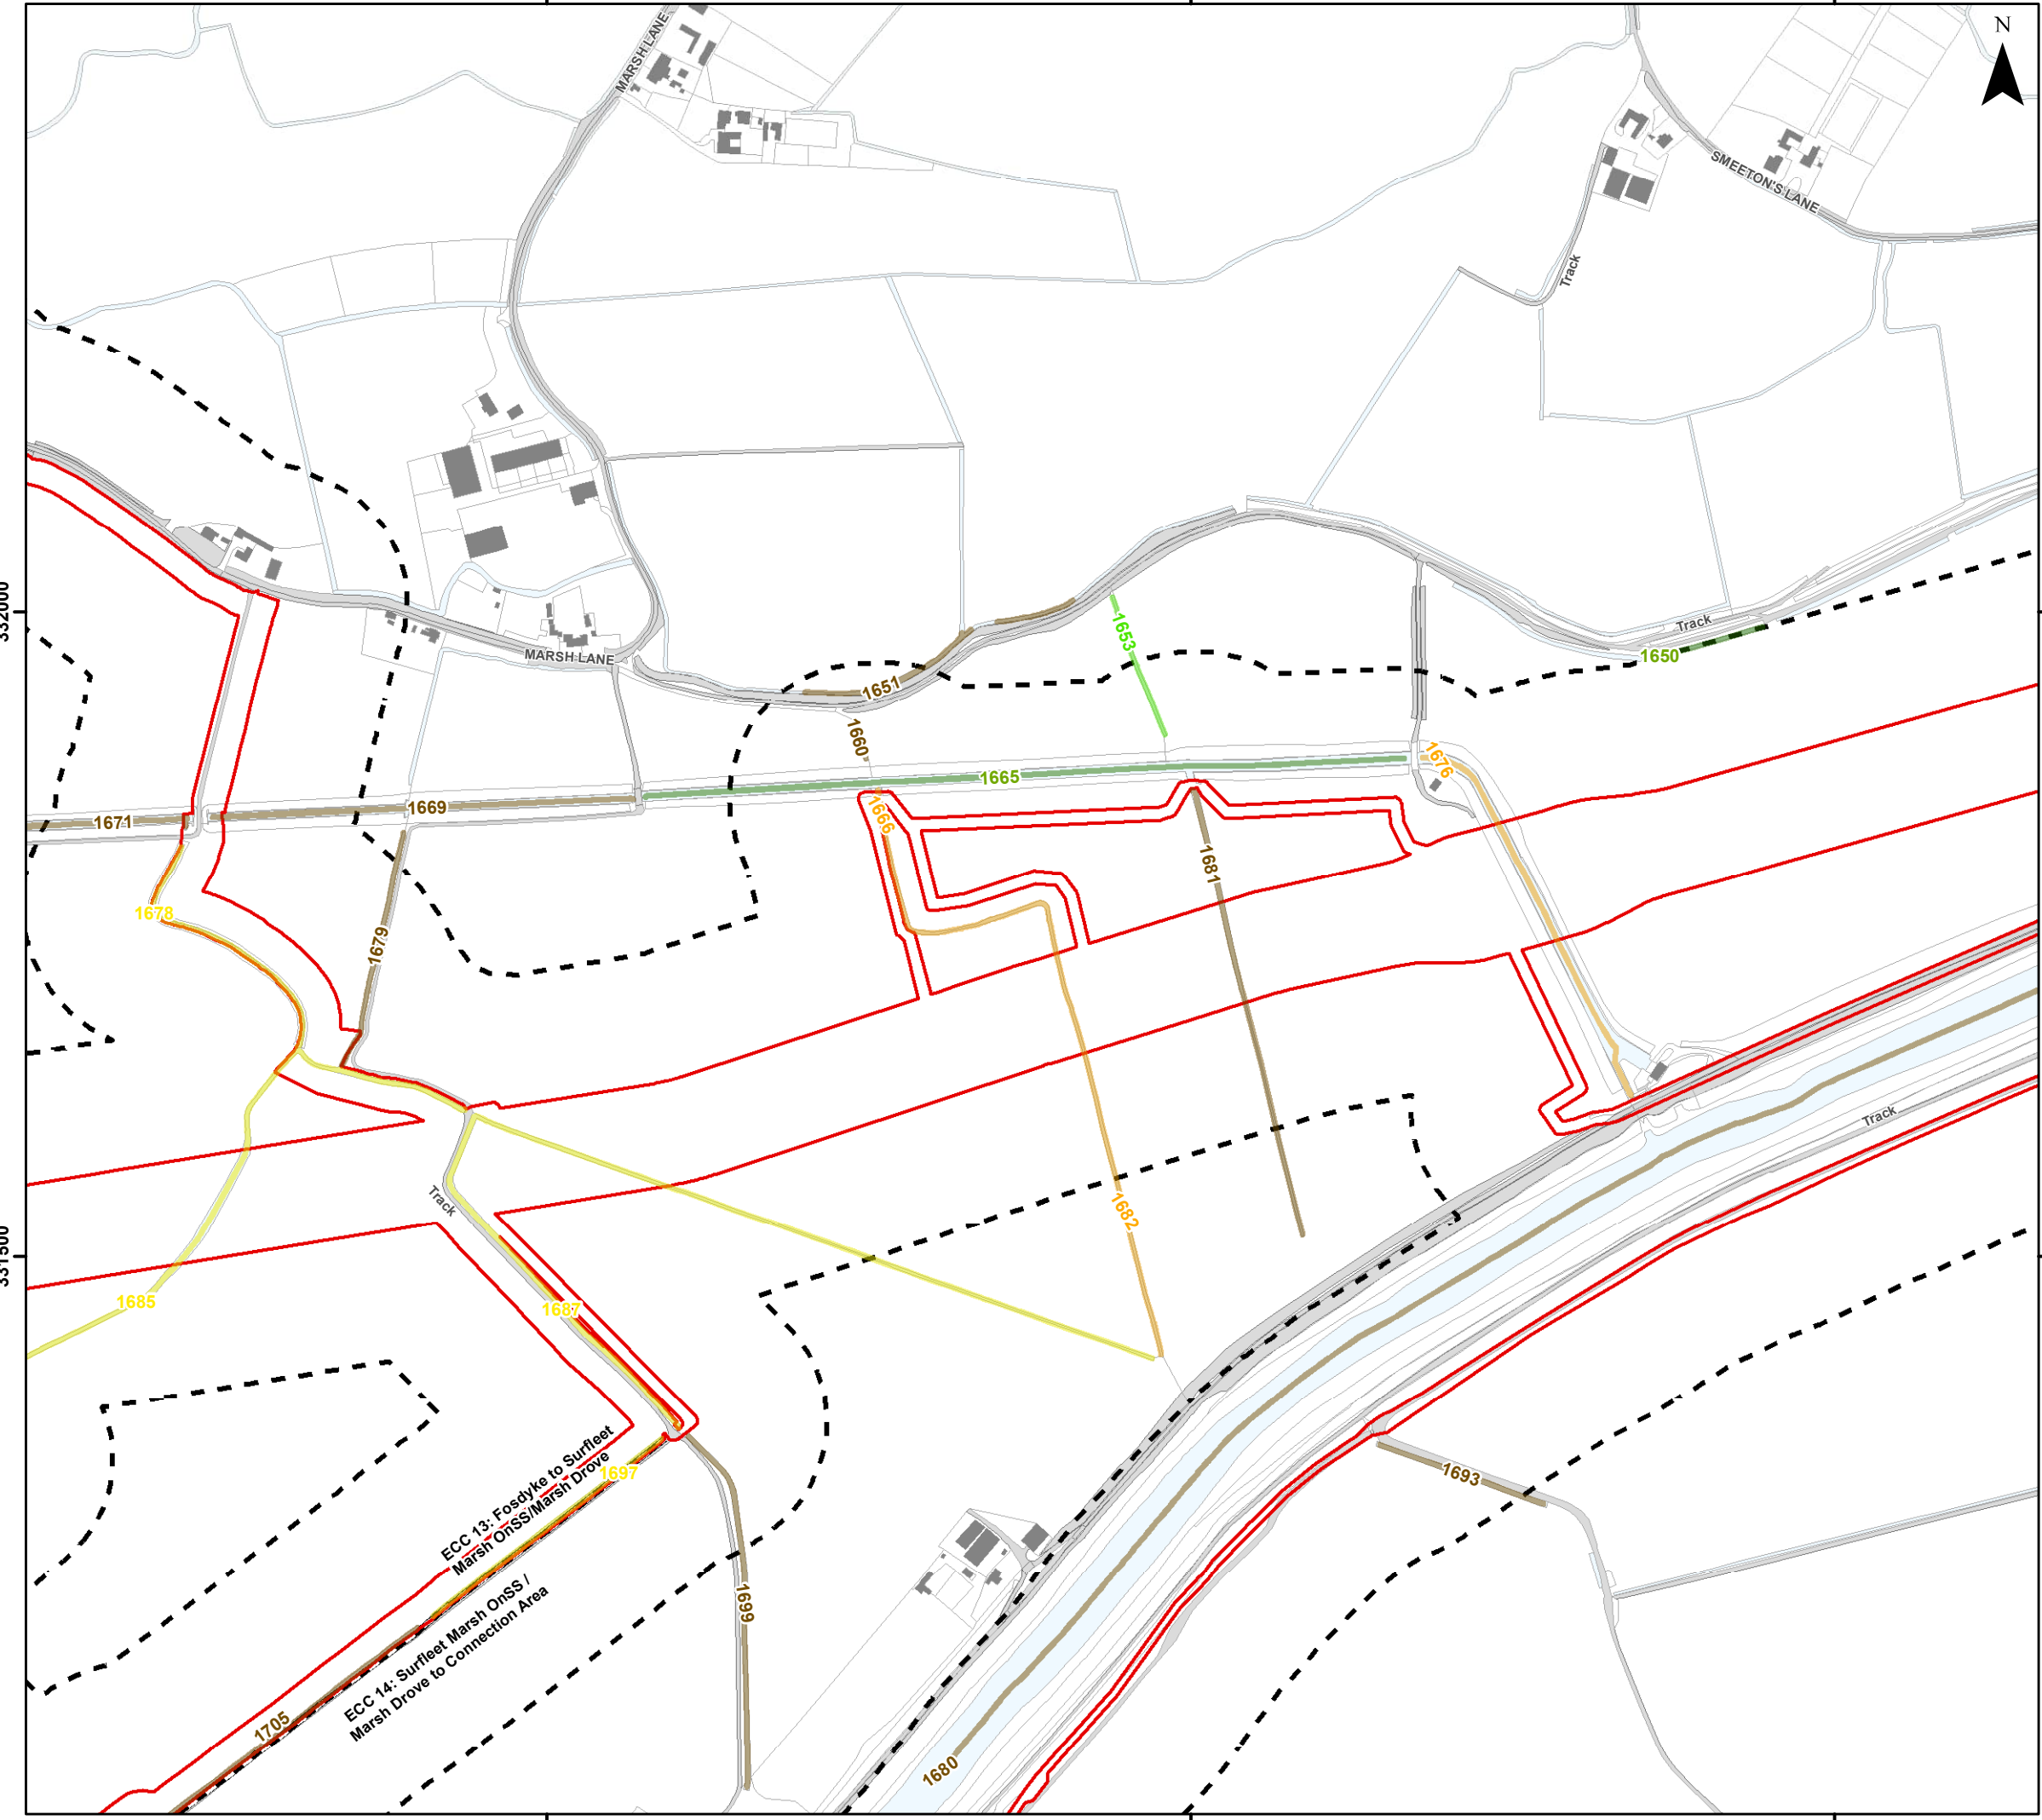 N
MARSH LANE
SMEETON'S LANE
Track
332000
MARSH LANE
1653
Track
1650
1651
1660
1676
1665
1669
1671
1666
1681
1678
1679
Track
Track
1682
331500
1685
1687
ECC 13: Fosdyke to Surfleet
Marsh OnSS/Marsh Drove
1697
1693
ECC 14: Surfleet Marsh OnSS /
Marsh Drove to Connection Area
1699
1705
1680